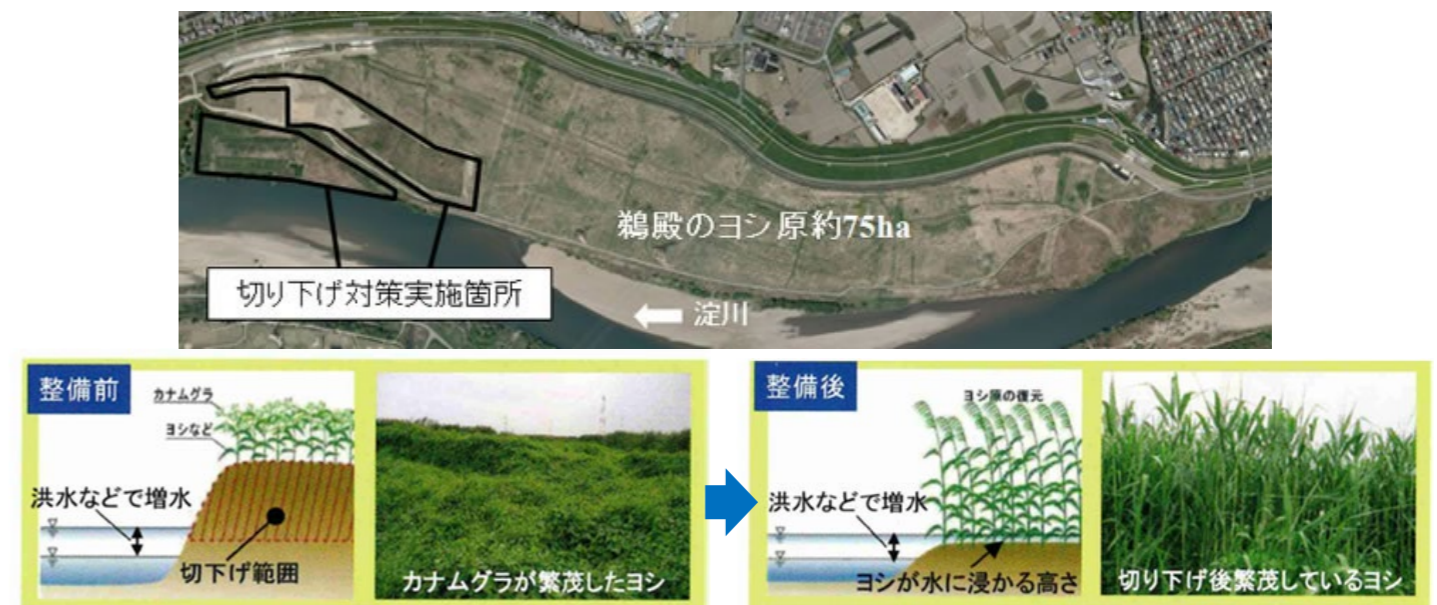 鵜殿のヨシ原約75ha
切り下げ対策実施箇所
淀川
整備前
カナムグラ
ヨシなど
洪水などで増水
切下げ範囲
カナムグラが繁茂したヨシ
整備後
ヨシ原の復元
洪水などで増水
ヨシが水に浸かる高さ
切り下げ後繁茂しているヨシ